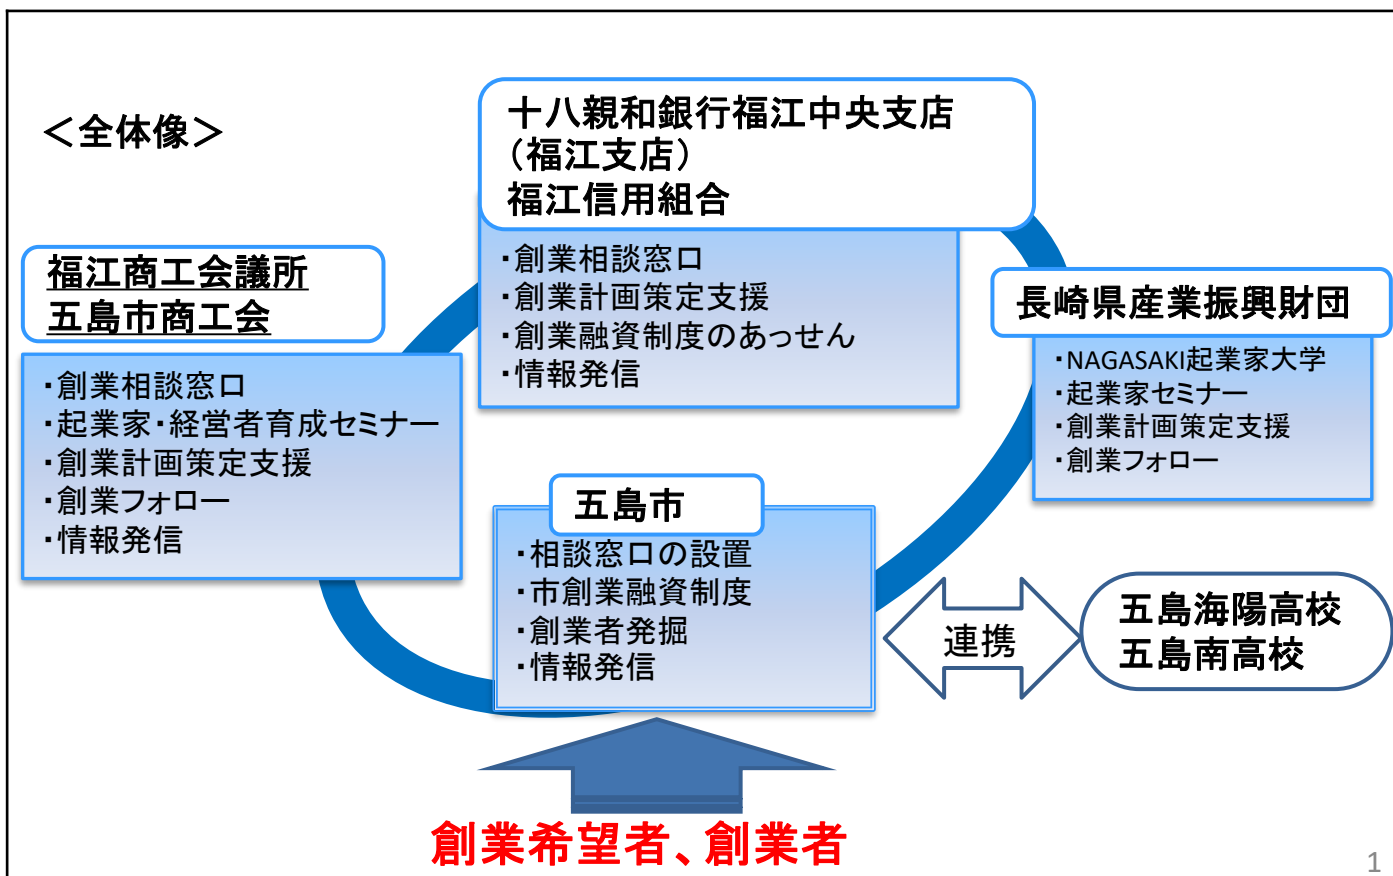 ＜全体像＞
十八親和銀行福江中央支店
（福江支店）
福江信用組合
・創業相談窓口
・創業計画策定支援
・創業融資制度のあっせん
・情報発信
福江商工会議所
五島市商工会
・創業相談窓口
・起業家・経営者育成セミナー
・創業計画策定支援
・創業フォロー
・情報発信
長崎県産業振興財団
・NAGASAKI起業家大学
・起業家セミナー
・創業計画策定支援
・創業フォロー
五島市
・相談窓口の設置
・市創業融資制度
・創業者発掘
・情報発信
連携
五島海陽高校
五島南高校
創業希望者、創業者
1